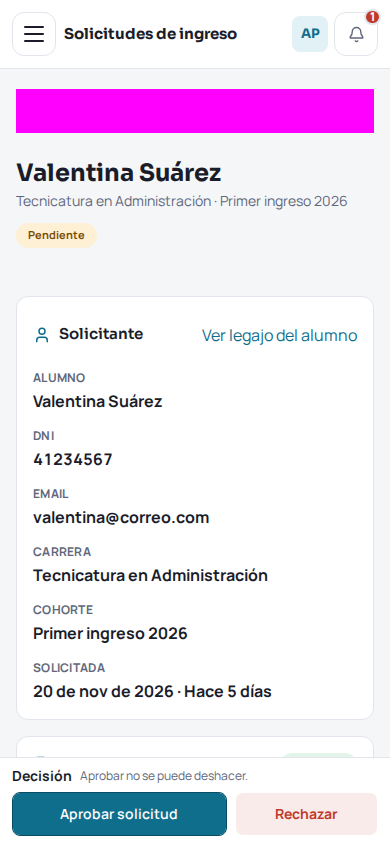 Solicitudes de ingreso
AP
1
Valentina Suárez
Tecnicatura en Administración · Primer ingreso 2026
Pendiente
Solicitante
Ver legajo del alumno
ALUMNO
Valentina Suárez
DNI
41234567
EMAIL
valentina@correo.com
CARRERA
Tecnicatura en Administración
COHORTE
Primer ingreso 2026
SOLICITADA
20 de nov de 2026 · Hace 5 días
Decisión Aprobar no se puede deshacer.
Aprobar solicitud
Rechazar